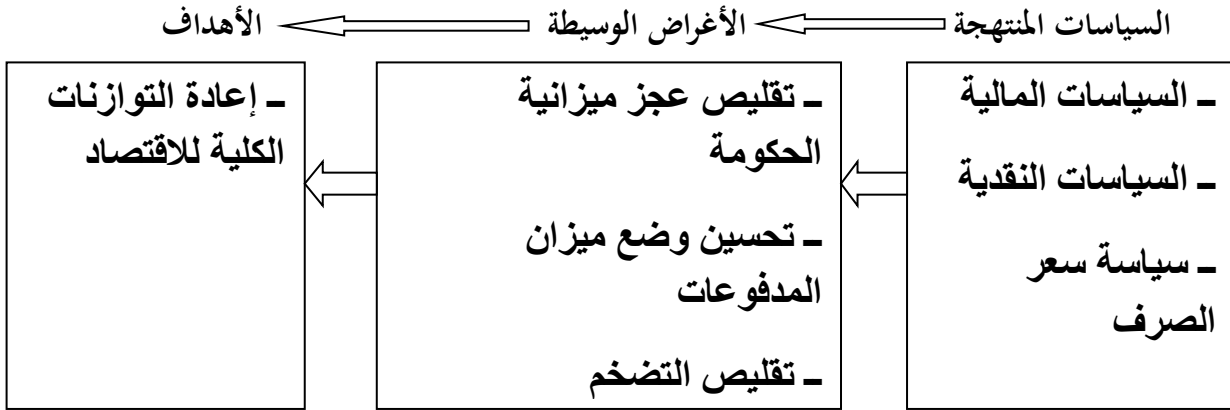 السياسات المنتهجة
الأغراض الوسيطة
الأهداف
ـ السياسات المالية
ـ السياسات النقدية
ـ سياسة سعر
الصرف
ـ تقليص عجز ميزانية
الحكومة
ـ تحسين وضع ميزان
المدفوعات
ـ تقليص التضخم
ـ إعادة التوازنات
الكلية للاقتصاد